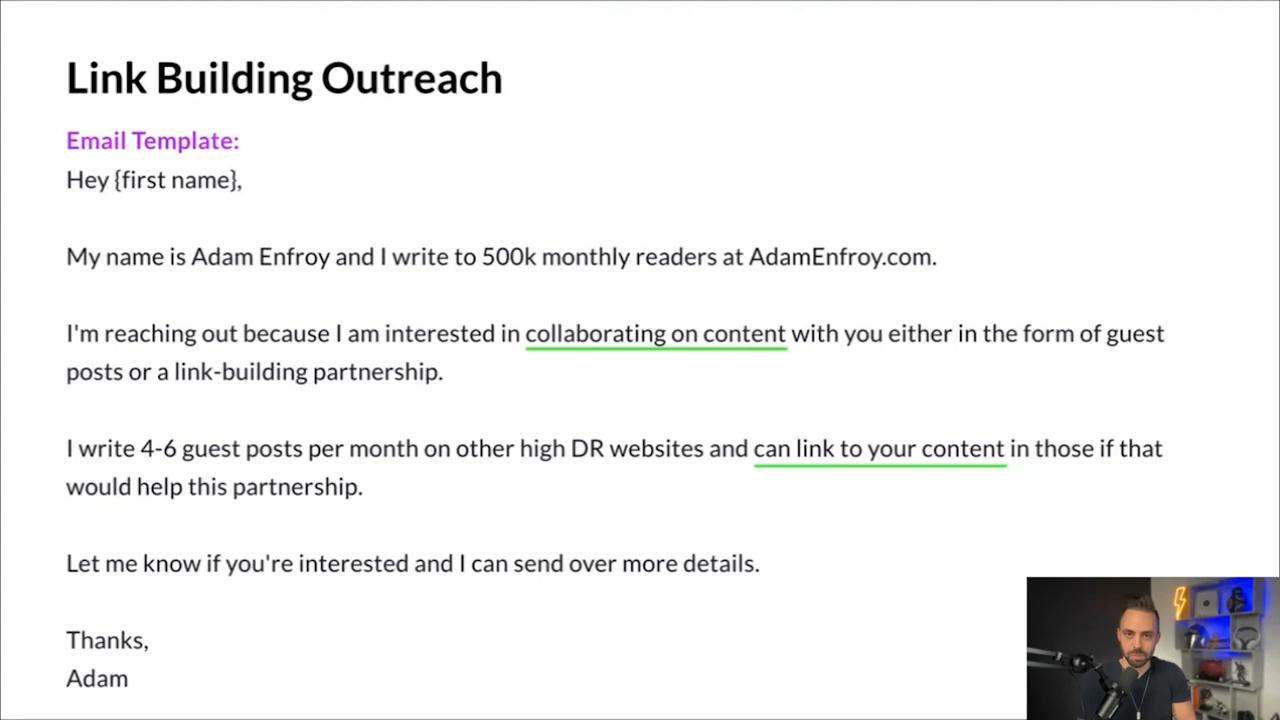 Link Building Outreach
Email Template:
Hey {first name},
My name is Adam Enfroy and I write to 500k monthly readers at AdamEnfroy.com.
I'm reaching out because I am interested in collaborating on content with you either in the form of guest
posts or a link-building partnership.
I write 4-6 guest posts per month on other high DR websites and can link to your content in those if that
would help this partnership.
Let me know if you're interested and I can send over more details.
Thanks,
Adam